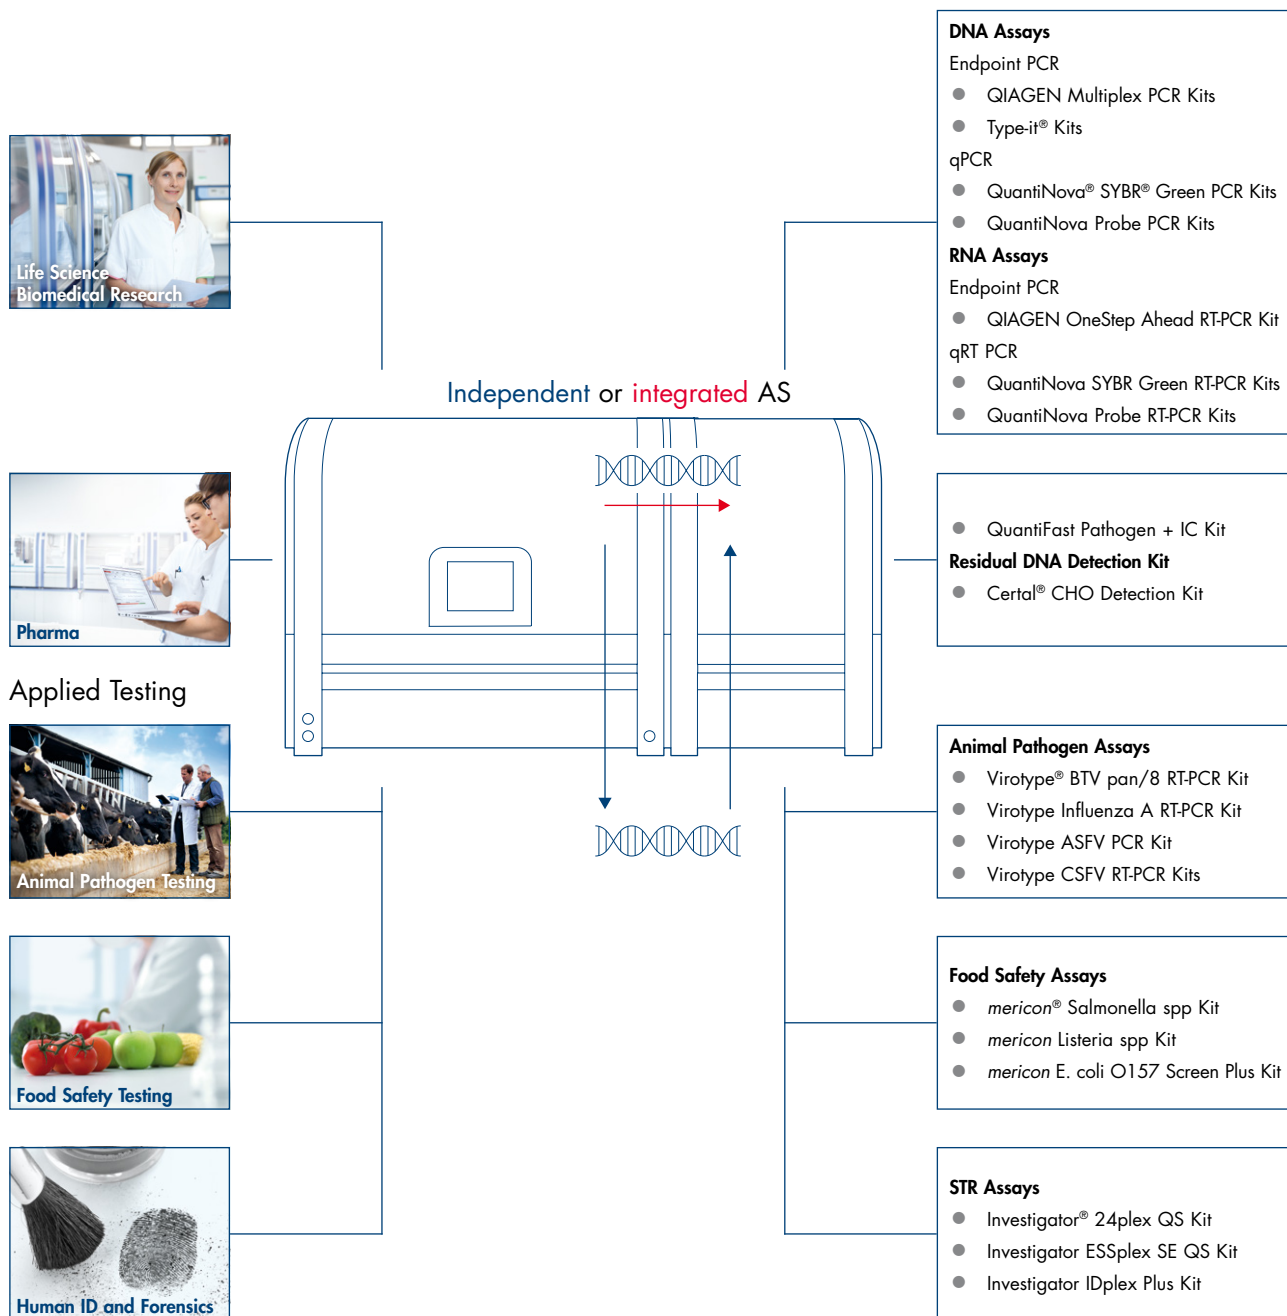 DNA Assays
Endpoint PCR
● QIAGEN Multiplex PCR Kits
● Type-it® Kits
qPCR
● QuantiNova® SYBR® Green PCR Kits
● QuantiNova Probe PCR Kits
RNA Assays
Endpoint PCR
● QIAGEN OneStep Ahead RT-PCR Kit
qRT PCR
● QuantiNova SYBR Green RT-PCR Kits
● QuantiNova Probe RT-PCR Kits
Life Science
Biomedical Research
Independent or integrated AS
Pharma
● QuantiFast Pathogen + IC Kit
Residual DNA Detection Kit
● Certal® CHO Detection Kit
Applied Testing
Animal Pathogen Testing
Animal Pathogen Assays
● Virotype® BTV pan/8 RT-PCR Kit
● Virotype Influenza A RT-PCR Kit
● Virotype ASFV PCR Kit
● Virotype CSFV RT-PCR Kits
Food Safety Testing
Food Safety Assays
● mericon® Salmonella spp Kit
● mericon Listeria spp Kit
● mericon E. coli O157 Screen Plus Kit
Human ID and Forensics
STR Assays
● Investigator® 24plex QS Kit
● Investigator ESSplex SE QS Kit
● Investigator IDplex Plus Kit